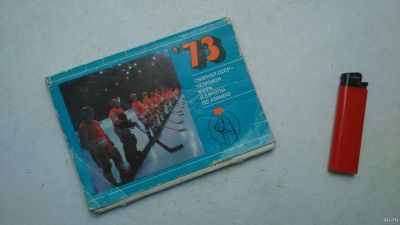 '73
СБОРНАЯ СССР-
ЧЕМПИОН
МИРА
И ЕВРОПЫ
ПО ХОККЕЮ